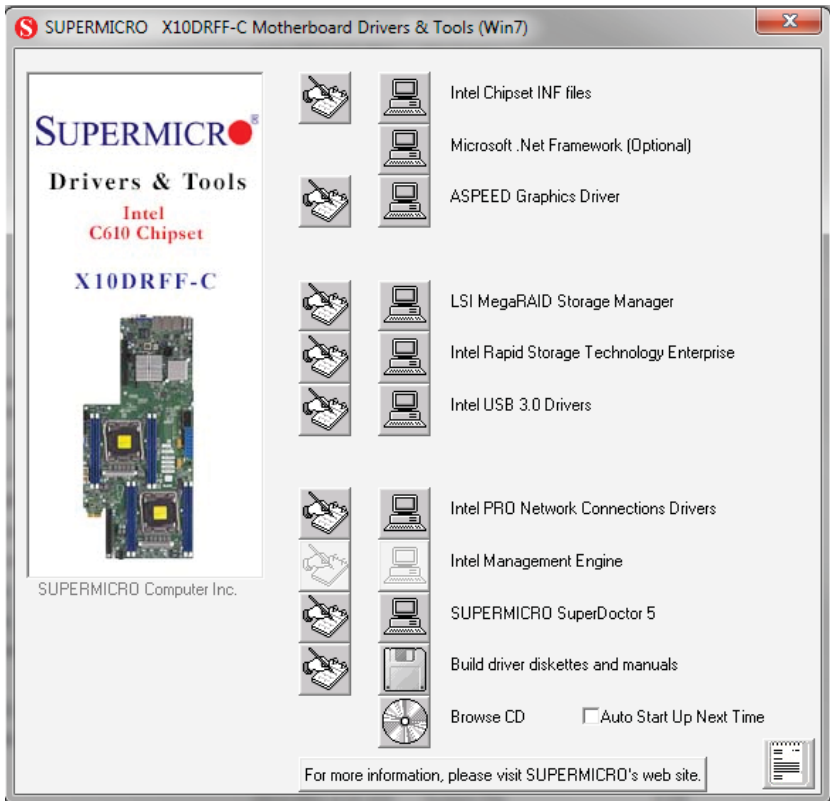 SUPERMICRO X10DRFF-C Motherboard Drivers & Tools (Win7)
SUPERMICRO®
Drivers & Tools
Intel
C610 Chipset
X10DRFF-C
SUPERMICRO Computer Inc.
Intel Chipset INF files
Microsoft .Net Framework (Optional)
ASPEED Graphics Driver
LSI MegaRAID Storage Manager
Intel Rapid Storage Technology Enterprise
Intel USB 3.0 Drivers
Intel PRO Network Connections Drivers
Intel Management Engine
SUPERMICRO SuperDoctor 5
Build driver diskettes and manuals
Browse CD Auto Start Up Next Time
For more information, please visit SUPERMICRO's web site.